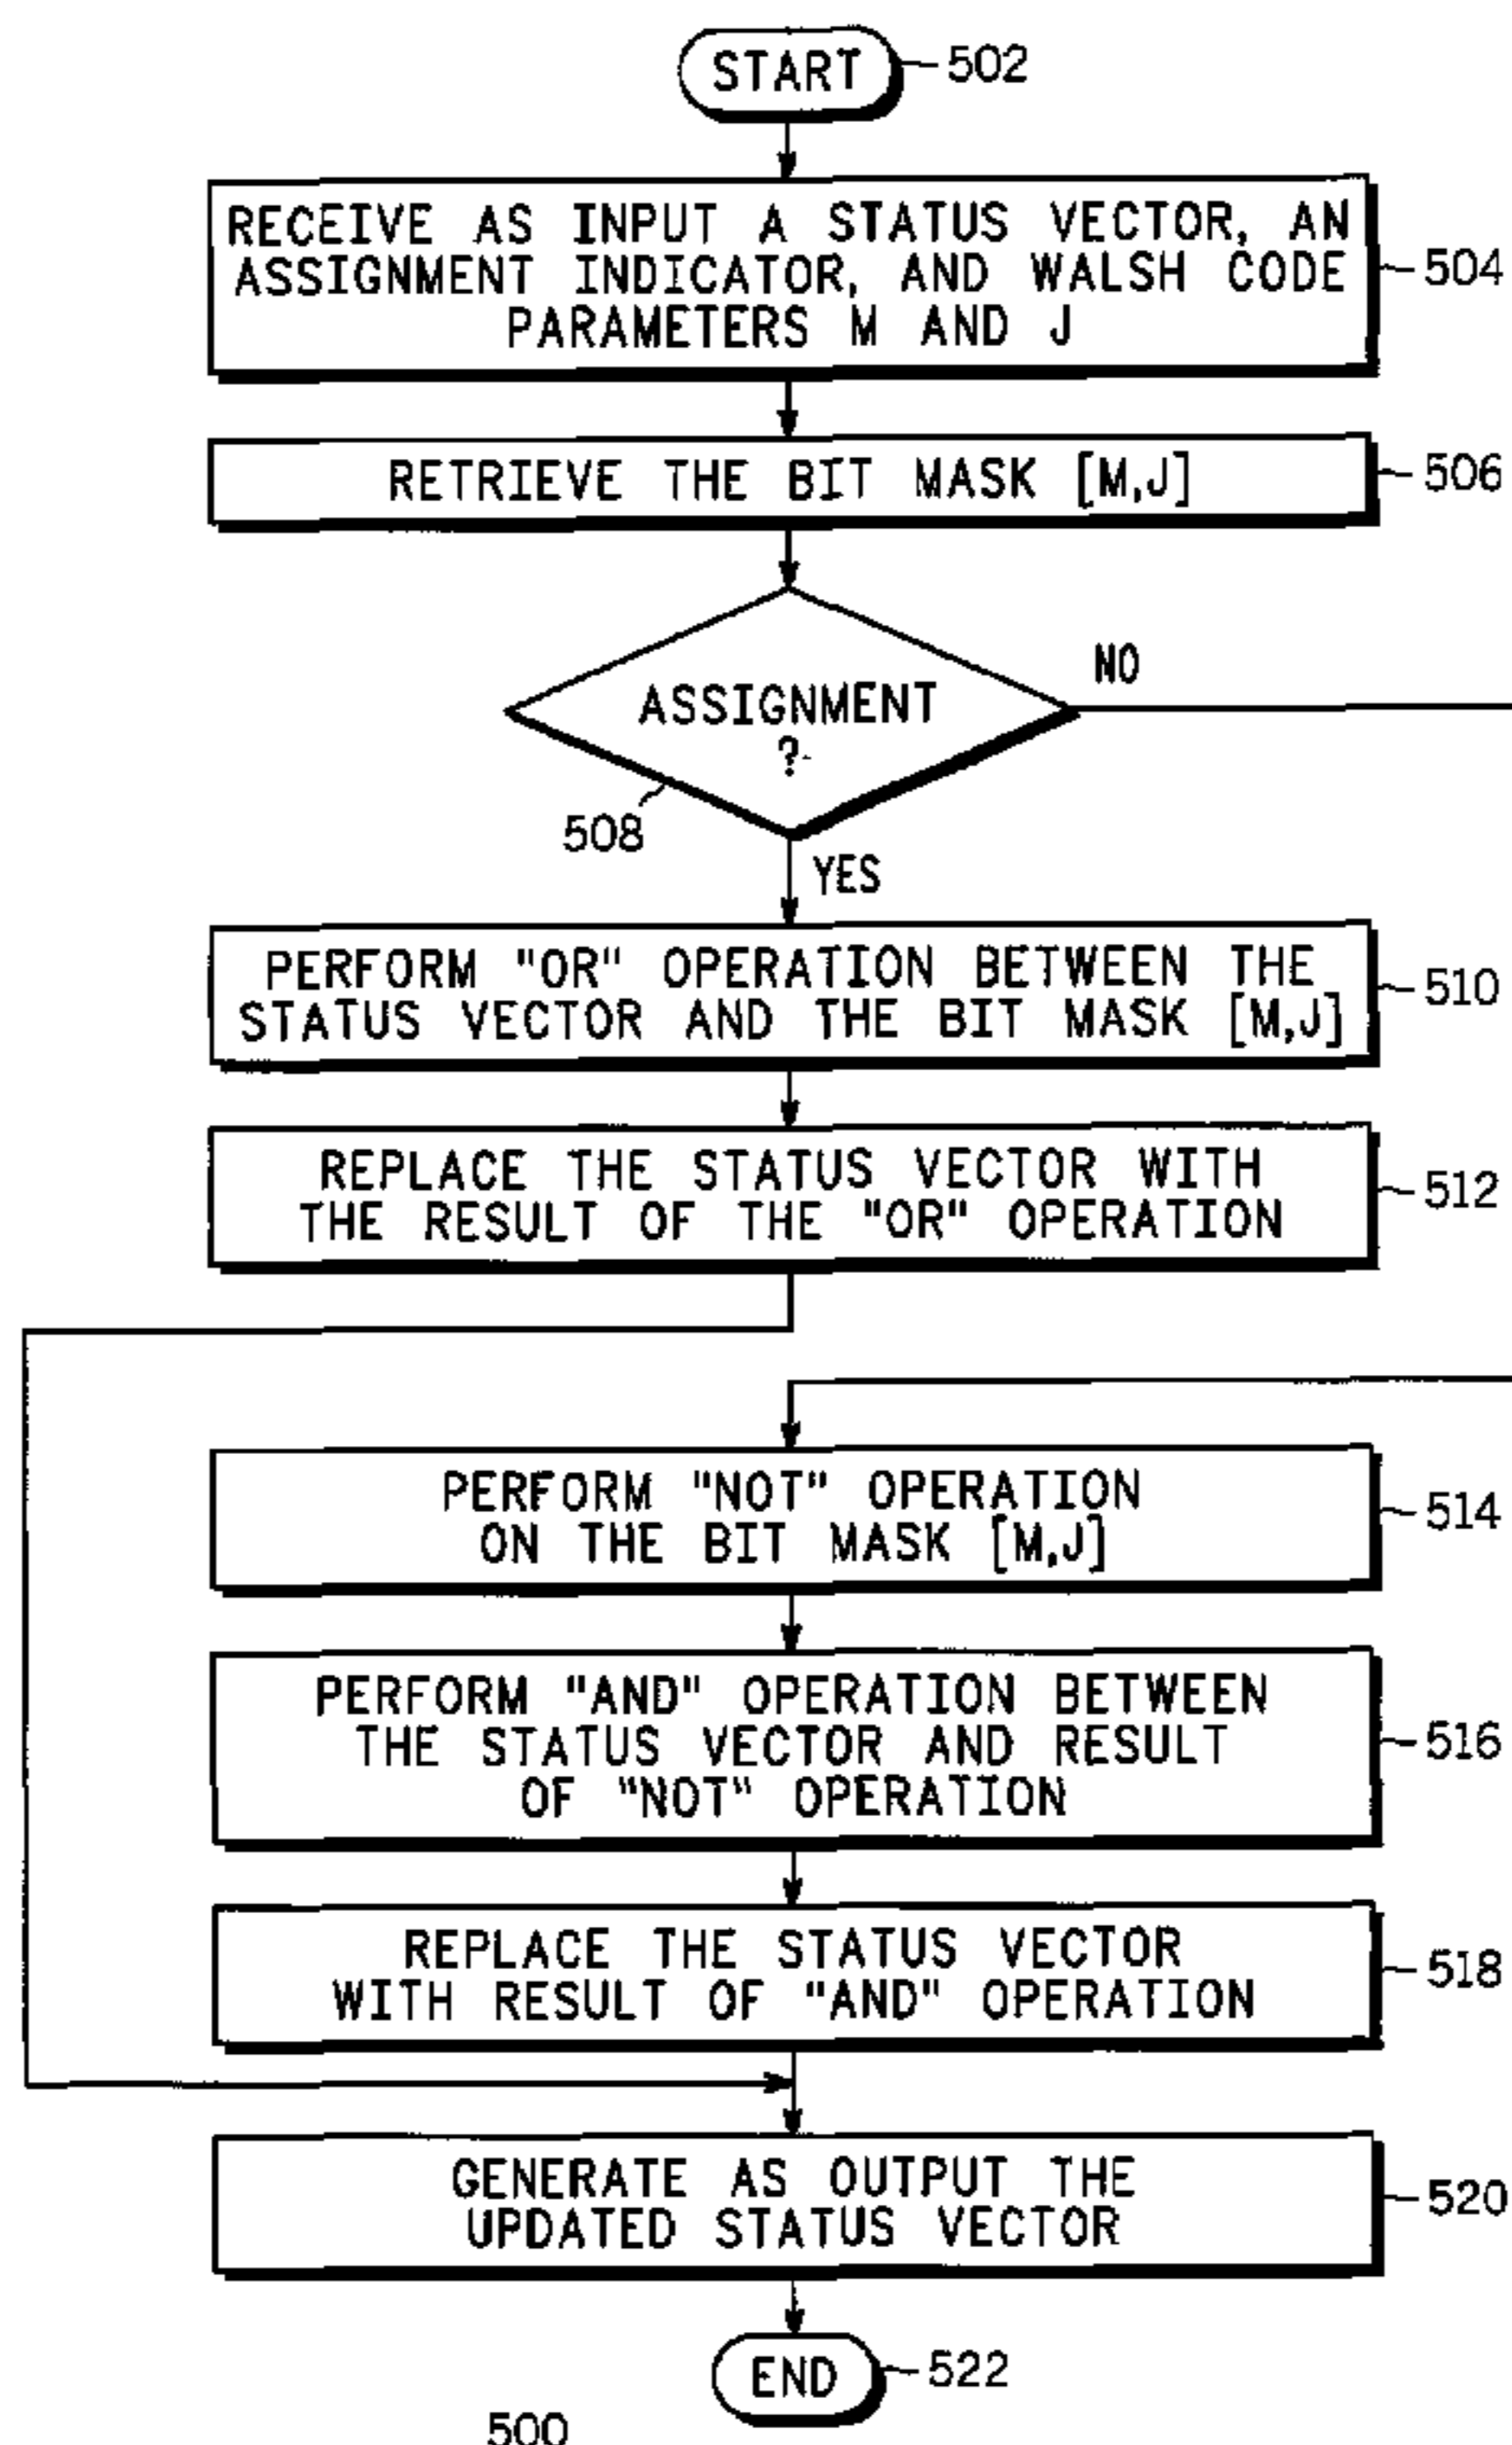 START
502
RECEIVE AS INPUT A STATUS VECTOR, AN
ASSIGNMENT INDICATOR, AND WALSH CODE
PARAMETERS M AND J
504
RETRIEVE THE BIT MASK [M,J]
506
ASSIGNMENT
?
NO
508
YES
PERFORM "OR" OPERATION BETWEEN THE
STATUS VECTOR AND THE BIT MASK [M,J]
510
REPLACE THE STATUS VECTOR WITH
THE RESULT OF THE "OR" OPERATION
512
PERFORM "NOT" OPERATION
ON THE BIT MASK [M,J]
514
PERFORM "AND" OPERATION BETWEEN
THE STATUS VECTOR AND RESULT
OF "NOT" OPERATION
516
REPLACE THE STATUS VECTOR
WITH RESULT OF "AND" OPERATION
518
GENERATE AS OUTPUT THE
UPDATED STATUS VECTOR
520
END
522
500